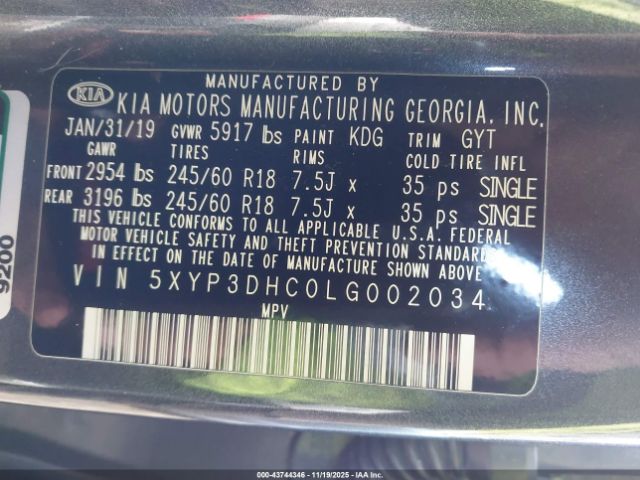 MANUFACTURED BY
KIA KIA MOTORS MANUFACTURING GEORGIA, INC.
JAN/31/19 GVWR 5917 lbs PAINT KDG TRIM GYT
GAWR TIRES RIMS COLD TIRE INFL
FRONT 2954 lbs 245/60 R18 7.5J x 35 ps SINGLE
REAR 3196 lbs 245/60 R18 7.5J x 35 ps SINGLE
THIS VEHICLE CONFORMS TO ALL APPLICABLE U.S.A. FEDERAL
MOTOR VEHICLE SAFETY AND THEFT PREVENTION STANDARDS
IN EFFECT ON THE DATE OF MANUFACTURE SHOWN ABOVE.
VIN 5XYP3DHC0LG002034
MPV
9200
000-43744346 | 11/19/2025 - IAA Inc.